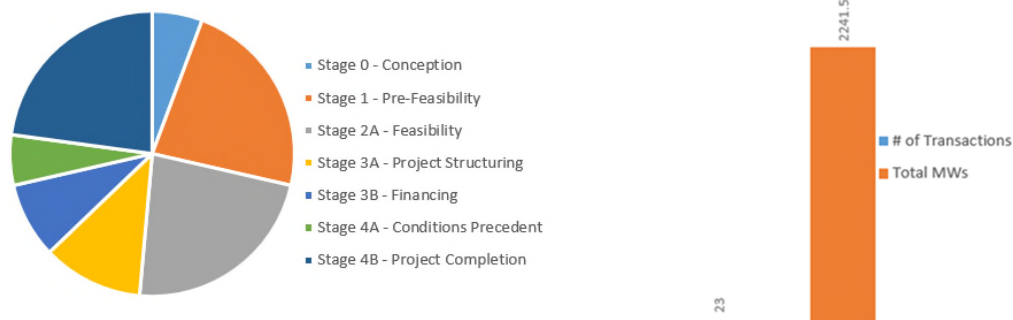 Stage 0 - Conception
Stage 1 - Pre-Feasibility
Stage 2A - Feasibility
Stage 3A - Project Structuring
Stage 3B - Financing
Stage 4A - Conditions Precedent
Stage 4B - Project Completion
23
2241.5
# of Transactions
Total MWs